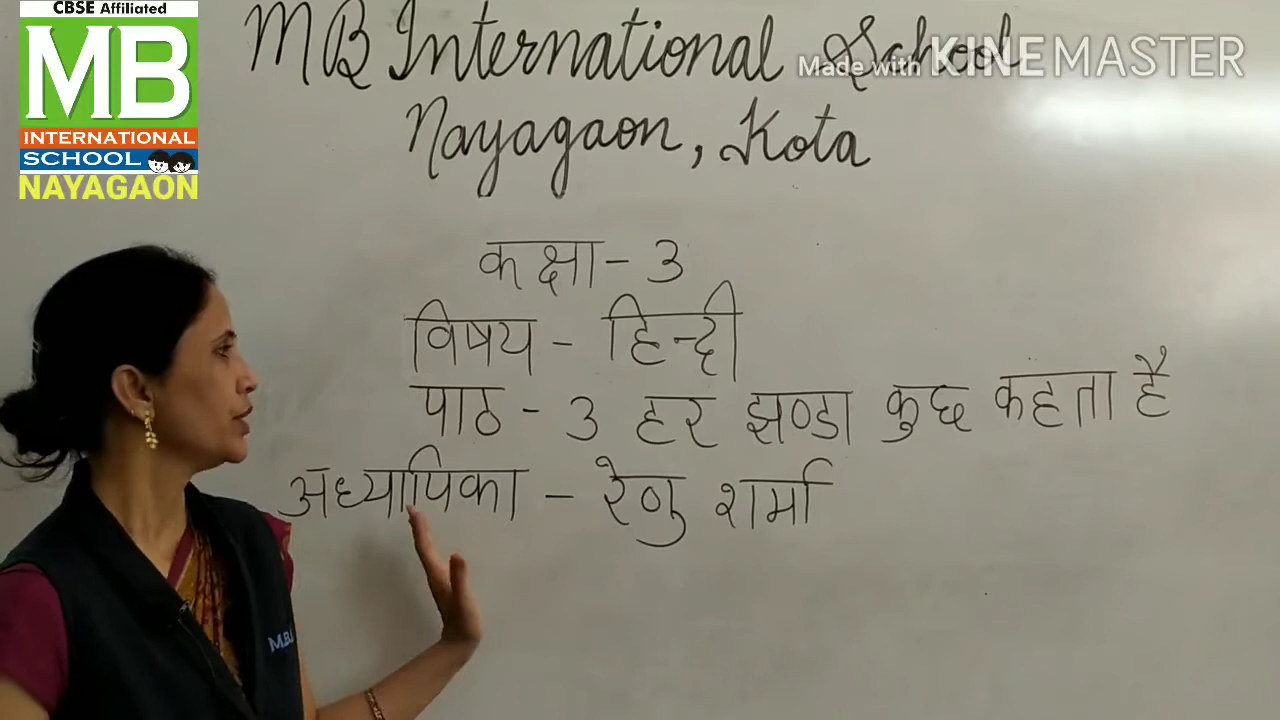 CBSE Affiliated
MB
INTERNATIONAL
SCHOOL
NAYAGAON
MB International School
Made with KINEMASTER
Nayagaon, Kota
कक्षा - 3
विषय - हिन्दी
पाठ - 3 हर झण्डा कुछ कहता है
अध्यापिका - रेणु शर्मा
M.B.